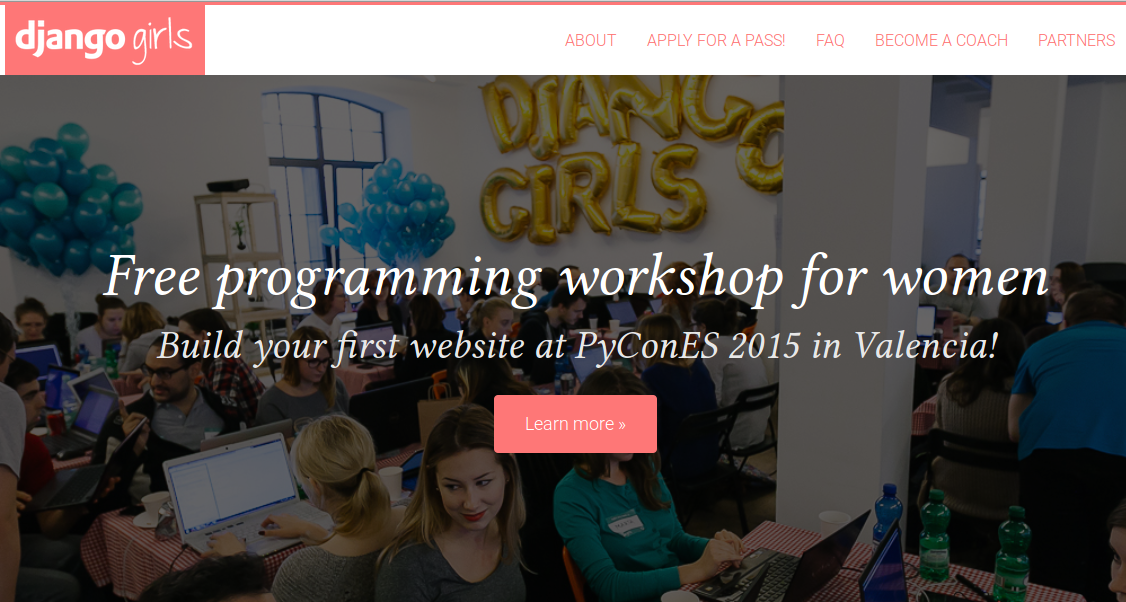 django girls
ABOUT APPLY FOR A PASS! FAQ BECOME A COACH PARTNERS
DJANGO
GIRLS
Free programming workshop for women
Build your first website at PyConES 2015 in Valencia!
Learn more »